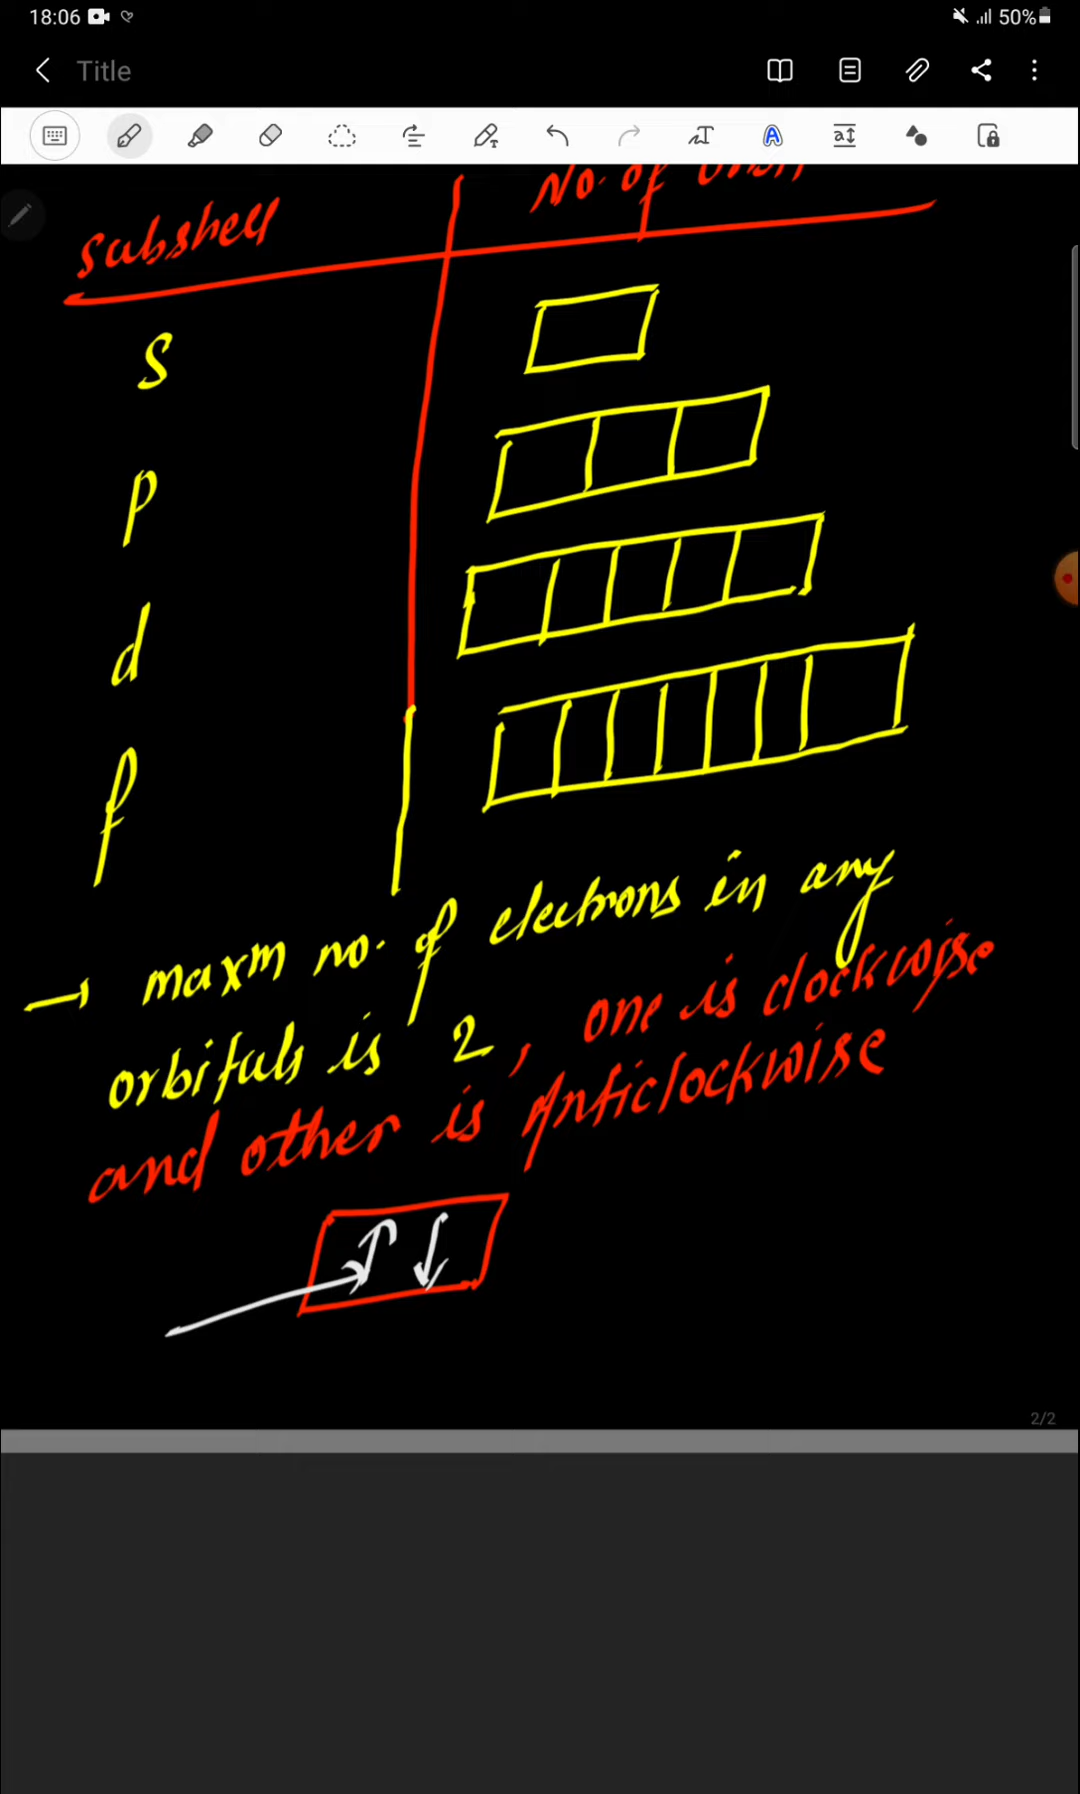 18:06
50%
Title
subshell No. of
s
p
d
f
→ maxm no. of electrons in any
orbitals is 2, one is clockwise
and other is Anticlockwise
↑ ↓
2/2